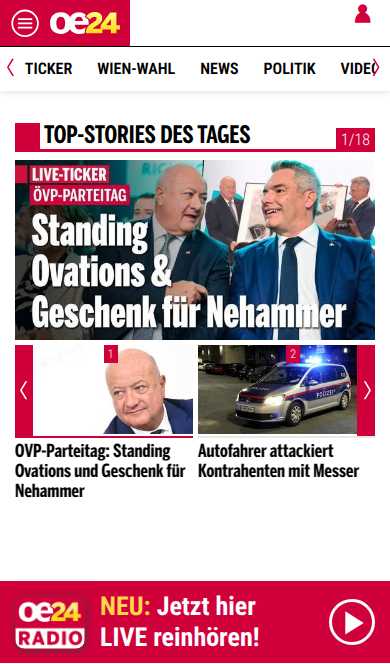 oe24
TICKER WIEN-WAHL NEWS POLITIK VIDEO
TOP-STORIES DES TAGES
1/18
LIVE-TICKER
ÖVP-PARTEITAG
Standing
Ovations &
Geschenk für Nehammer
1
2
POLIZEI
ÖVP-Parteitag: Standing
Ovations und Geschenk für
Nehammer
Autofahrer attackiert
Kontrahenten mit Messer
oe24
RADIO
NEU: Jetzt hier
LIVE reinhören!